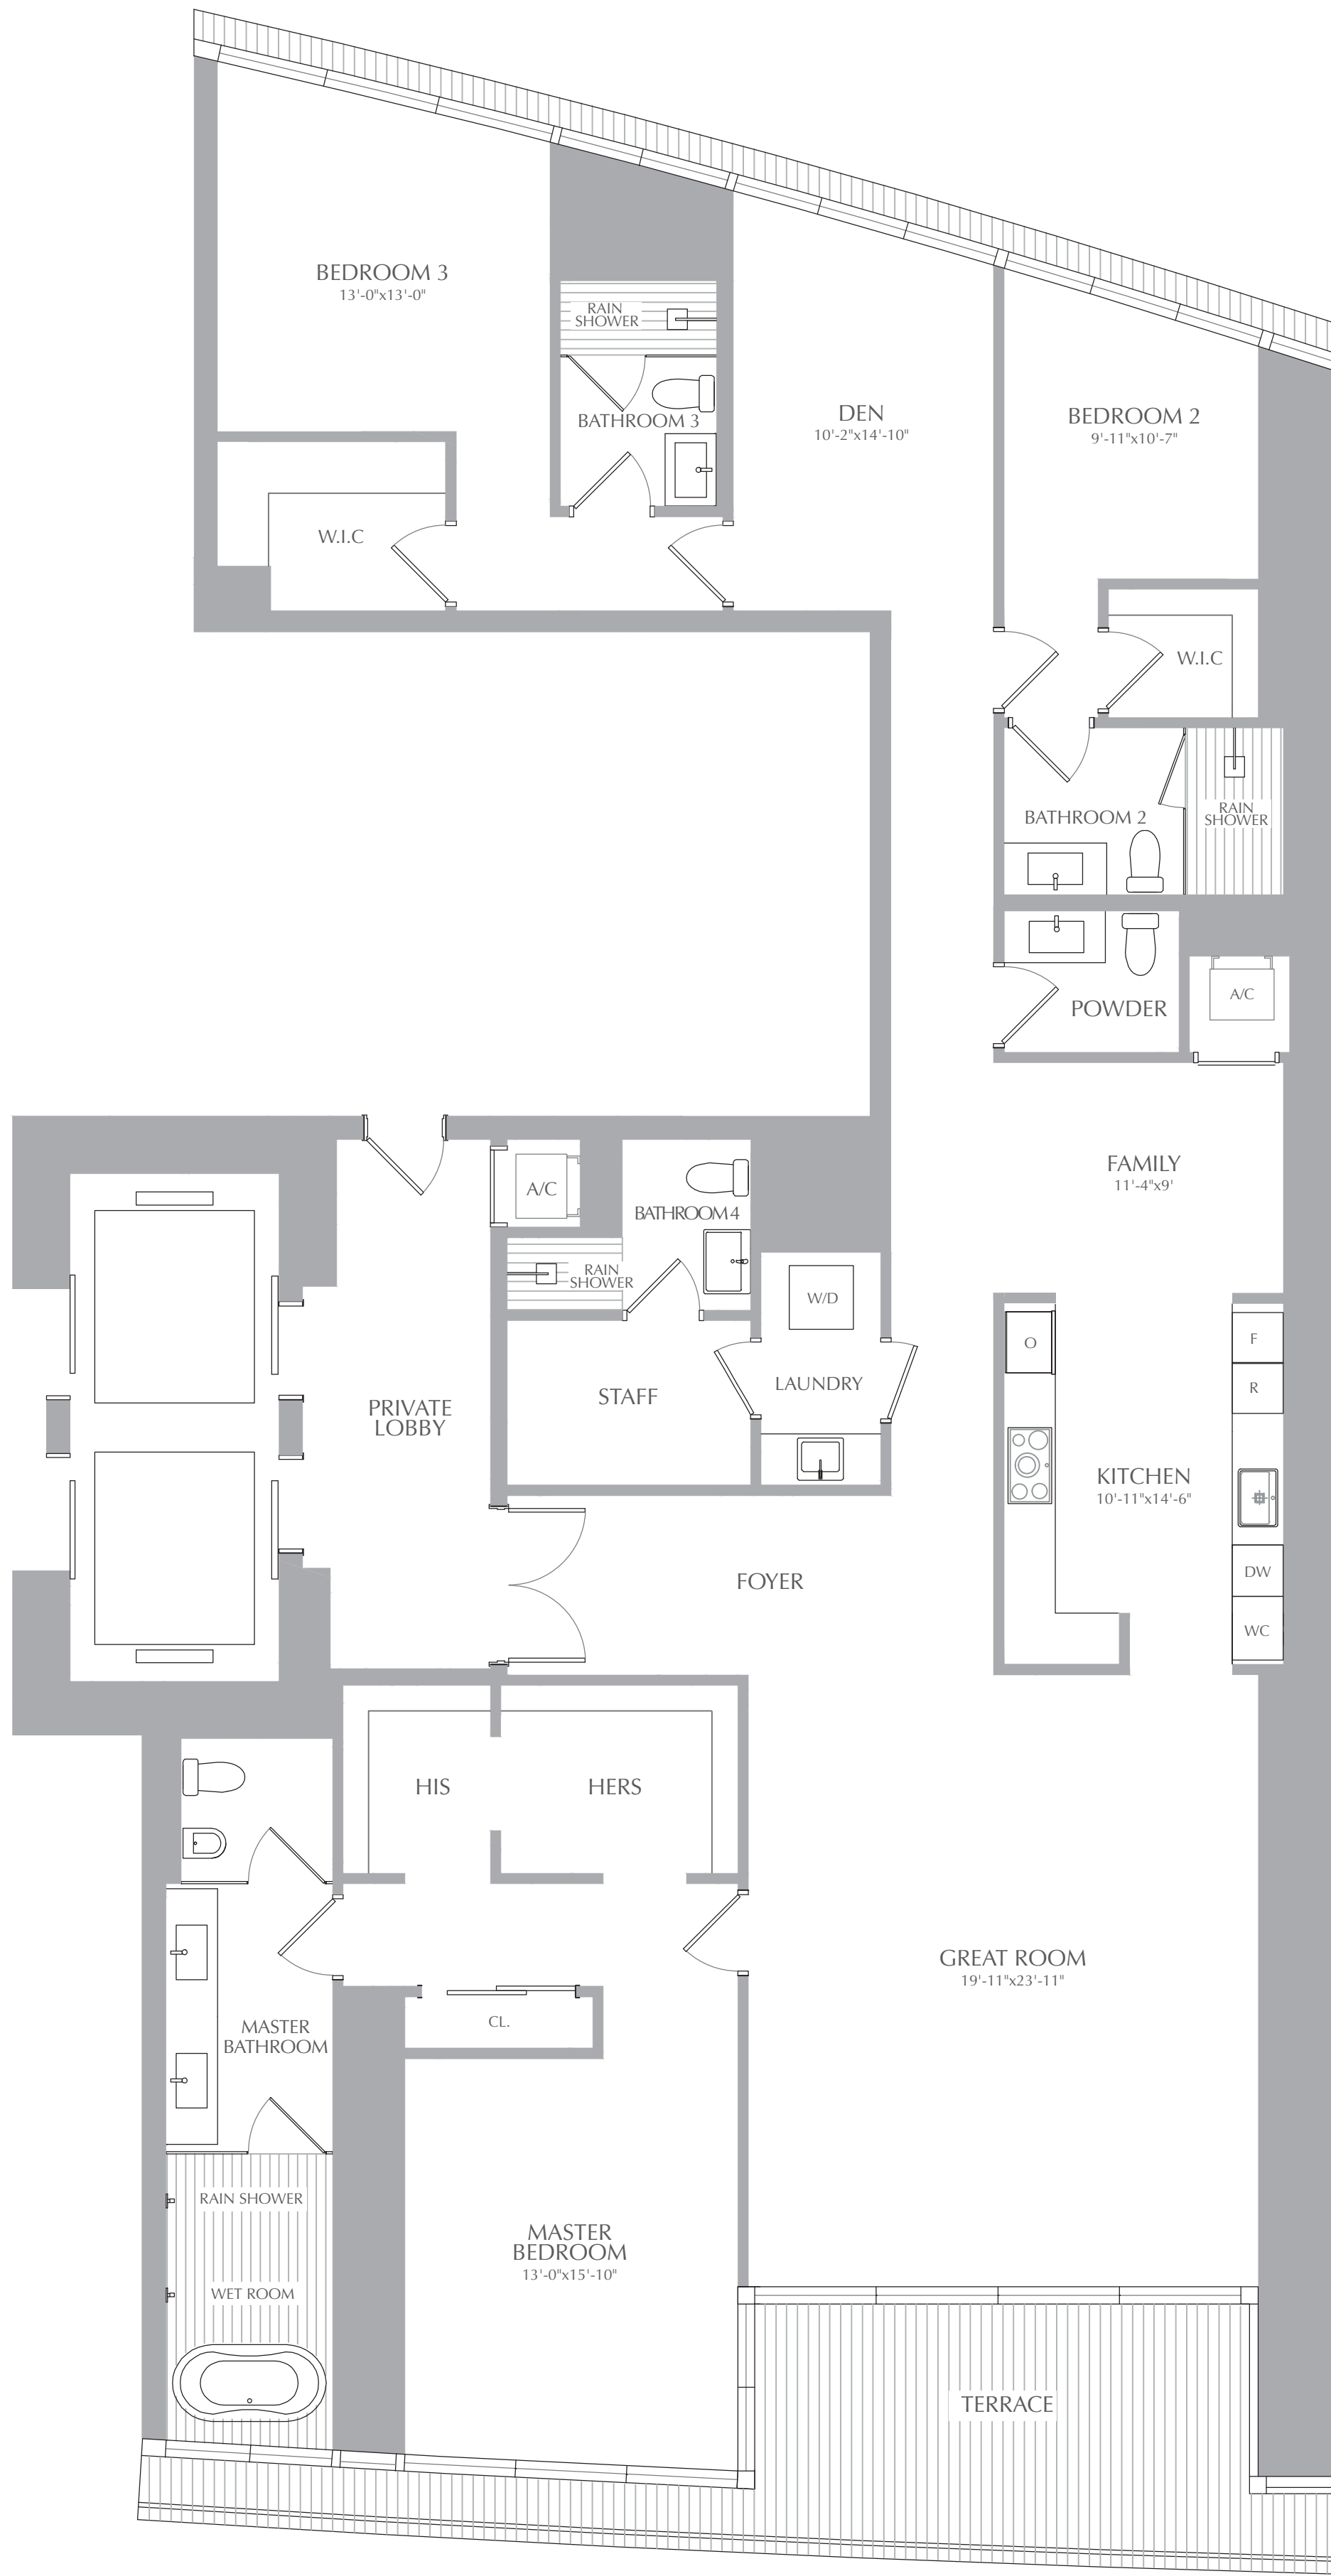 BEDROOM 3
13'-0"x13'-0"
RAIN
SHOWER
BATHROOM 3
DEN
10'-2"x14'-10"
BEDROOM 2
9'-11"x10'-7"
W.I.C
W.I.C
BATHROOM 2
RAIN
SHOWER
POWDER
A/C
FAMILY
11'-4"x9'
A/C
BATHROOM 4
RAIN
SHOWER
W/D
LAUNDRY
STAFF
PRIVATE
LOBBY
O
F
R
KITCHEN
10'-11"x14'-6"
DW
WC
FOYER
HIS
HERS
GREAT ROOM
19'-11"x23'-11"
CL.
MASTER
BATHROOM
RAIN SHOWER
WET ROOM
MASTER
BEDROOM
13'-0"x15'-10"
TERRACE